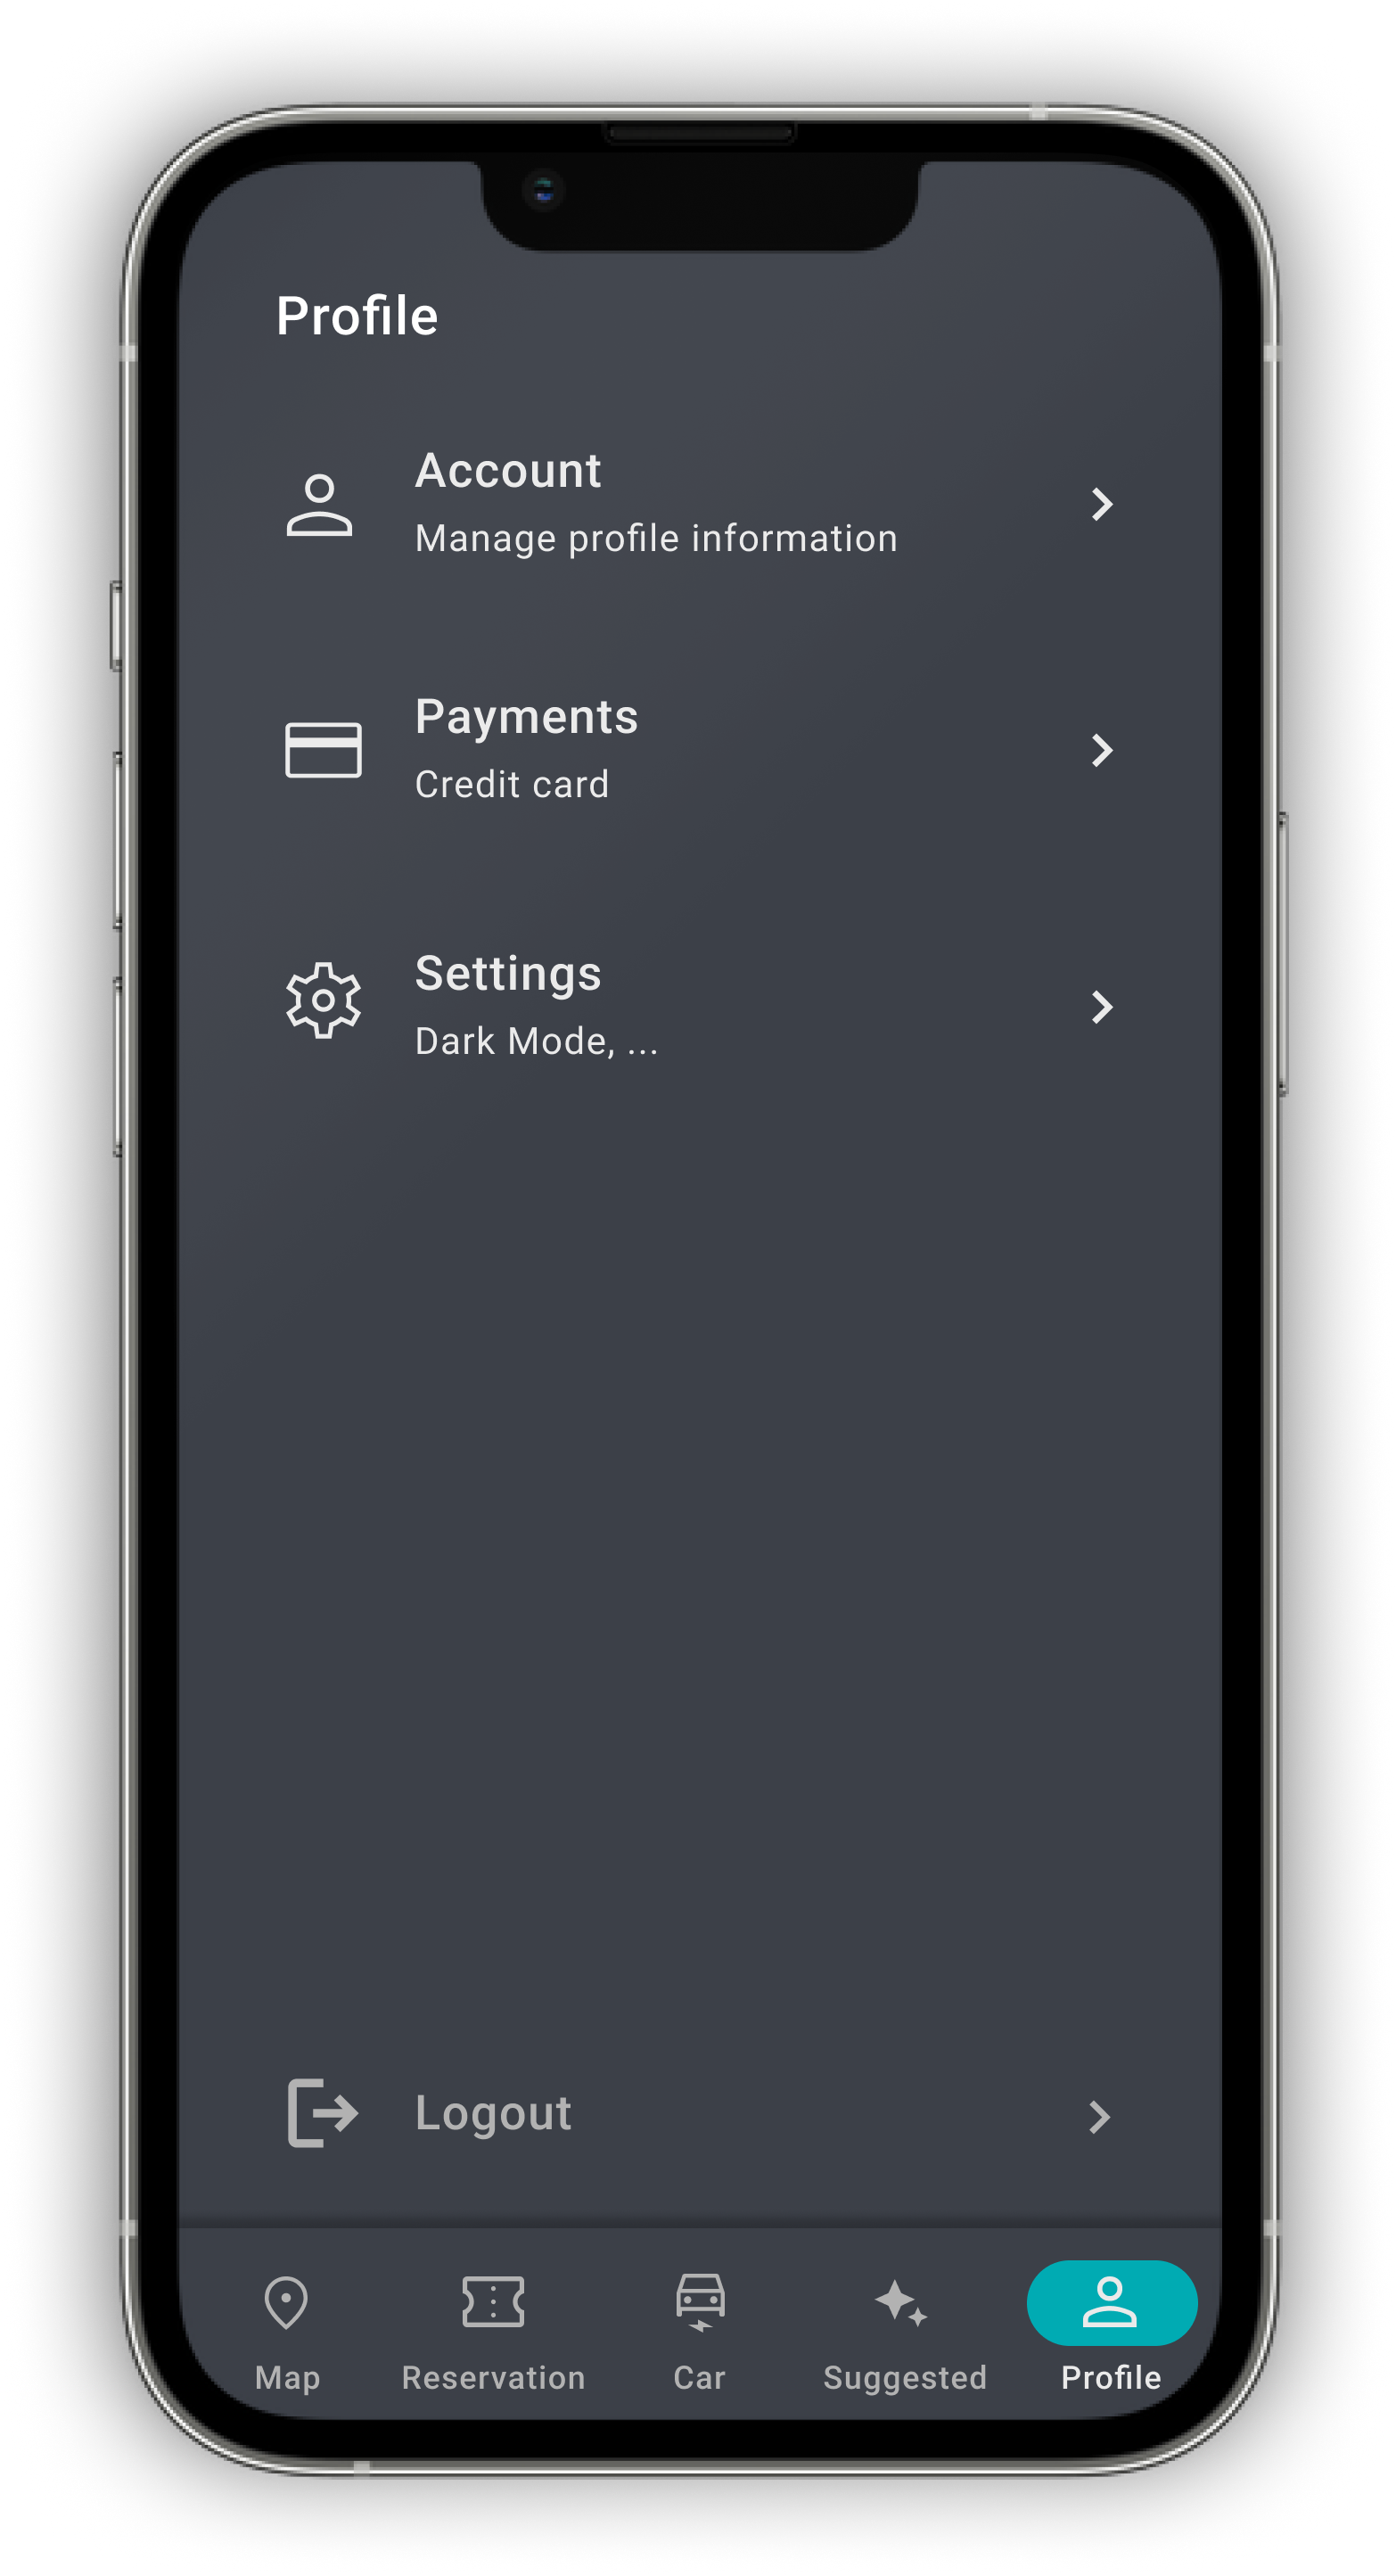 Profile
Account
Manage profile information
Payments
Credit card
Settings
Dark Mode, ...
Logout
Map
Reservation
Car
Suggested
Profile